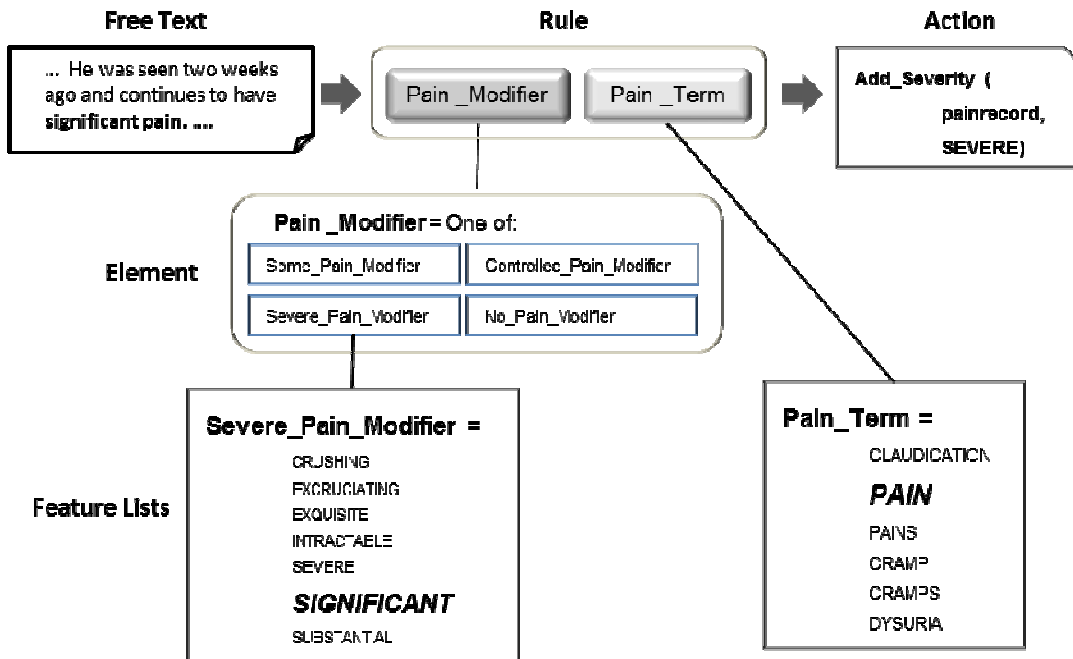 Free Text
Rule
Action
... He was seen two weeks
ago and continues to have
significant pain. ....
Pain _Modifier
Pain _Term
Add_Severity (
painrecord,
SEVERE)
Pain _Modifier = One of:
Element
Some_Pain_Modifier
Controlled_Pain_Modifier
Severe_Pain_Modifier
No_Pain_Modifier
Severe_Pain_Modifier =
CRUSHING
EXCRUCIATING
EXQUISITE
INTRACTABLE
SEVERE
SIGNIFICANT
SUBSTANTIAL
Feature Lists
Pain_Term =
CLAUDICATION
PAIN
PAINS
CRAMP
CRAMPS
DYSURIA